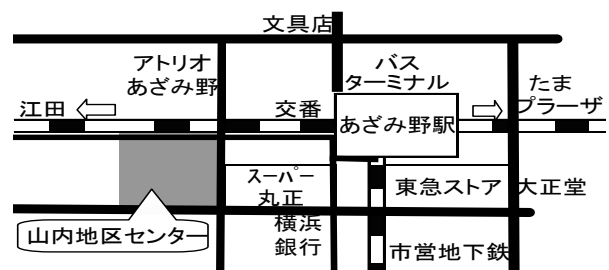 文具店
アトリオ
あざみ野
バス
ターミナル
たま
プラーザ
江田
交番
あざみ野駅
スーパー
丸正
東急ストア
大正堂
横浜
銀行
山内地区センター
市営地下鉄